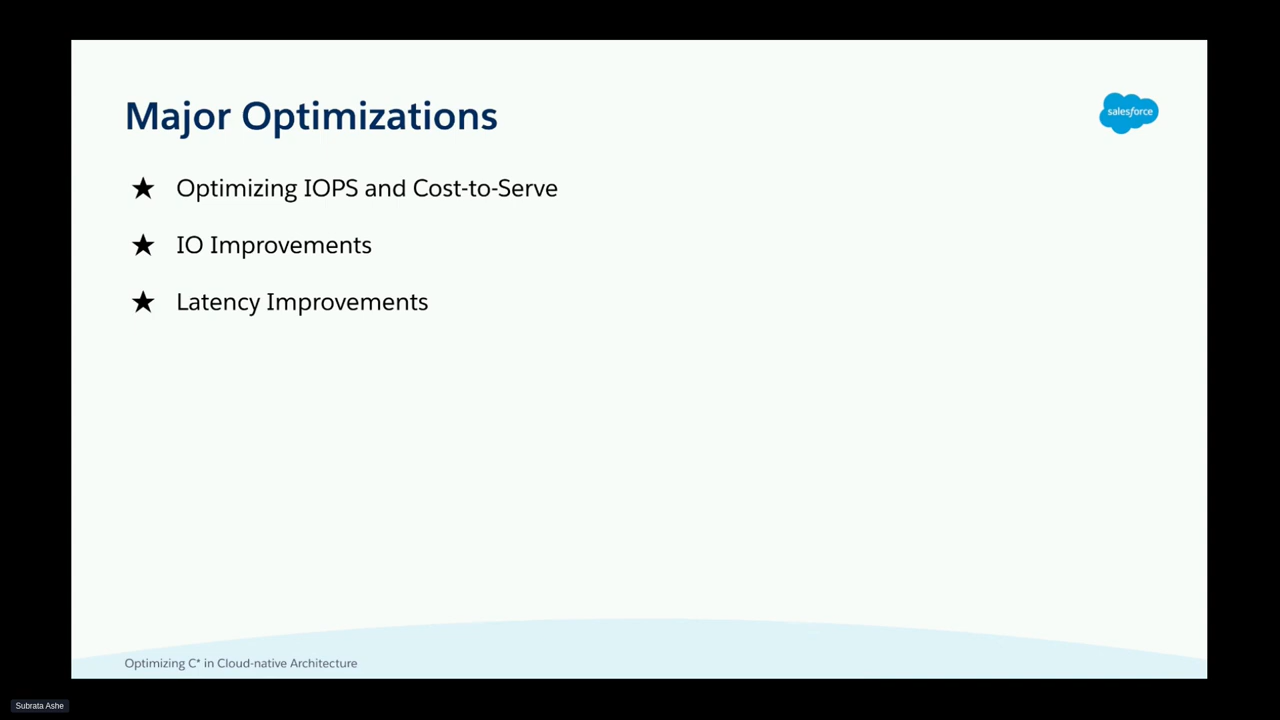 Major Optimizations
salesforce
★ Optimizing IOPS and Cost-to-Serve
★ IO Improvements
★ Latency Improvements
Optimizing C* in Cloud-native Architecture
Subrata Ashe